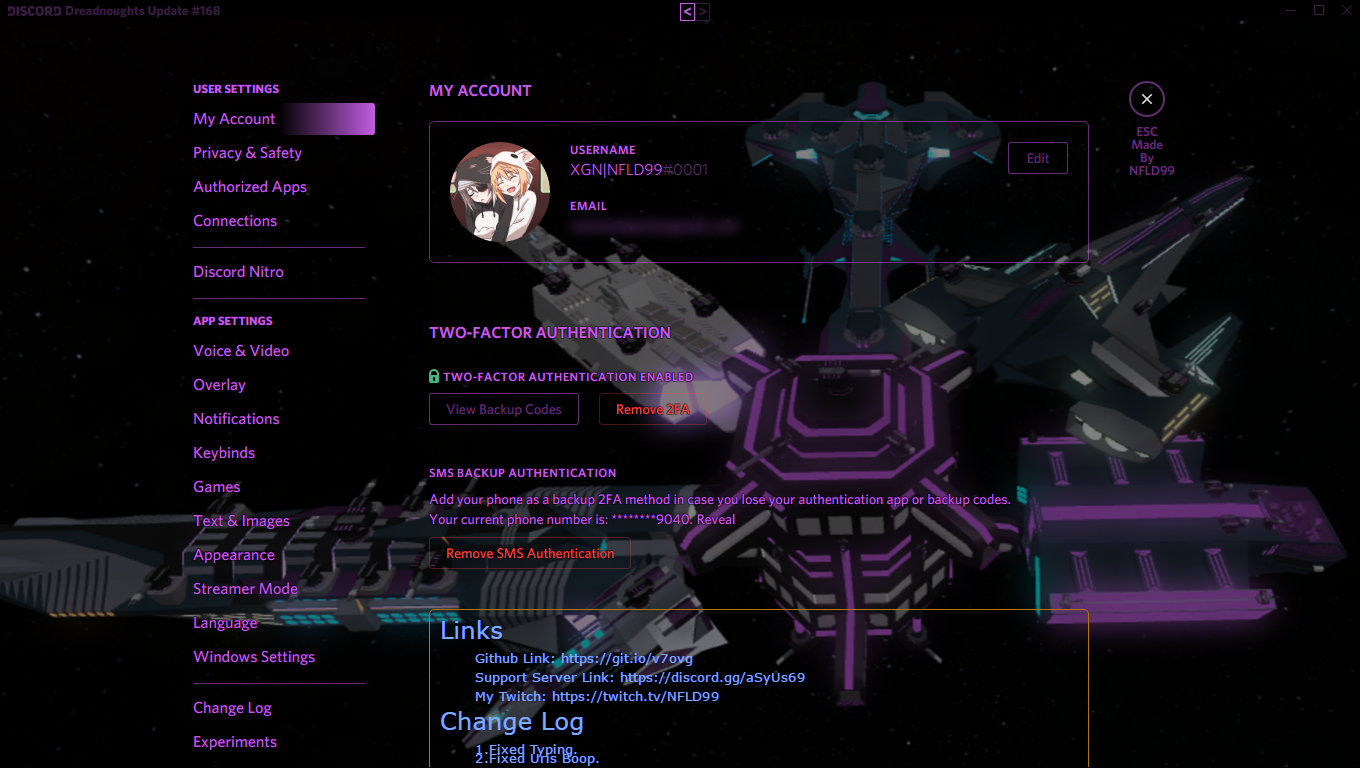 DISCORD Dreadnoughts Update #168
< >
USER SETTINGS
My Account
Privacy & Safety
Authorized Apps
Connections
Discord Nitro
APP SETTINGS
Voice & Video
Overlay
Notifications
Keybinds
Games
Text & Images
Appearance
Streamer Mode
Language
Windows Settings
Change Log
Experiments
MY ACCOUNT
USERNAME
XGN|NFLD99#0001
EMAIL
Edit
TWO-FACTOR AUTHENTICATION
TWO-FACTOR AUTHENTICATION ENABLED
View Backup Codes
Remove 2FA
SMS BACKUP AUTHENTICATION
Add your phone as a backup 2FA method in case you lose your authentication app or backup codes.
Your current phone number is: ********9040. Reveal
Remove SMS Authentication
Links
Github Link: https://git.io/v7ovg
Support Server Link: https://discord.gg/aSyUs69
My Twitch: https://twitch.tv/NFLD99
Change Log
1.Fixed Typing.
2.Fixed Urls Boop.
ESC
Made
By
NFLD99